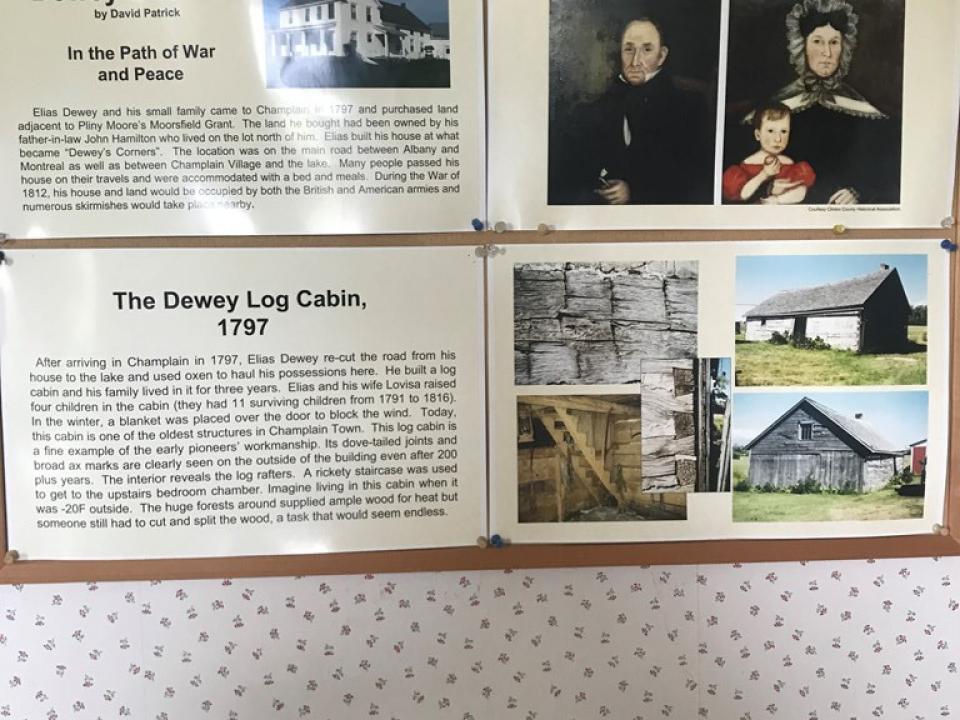 by David Patrick
In the Path of War
and Peace
Elias Dewey and his small family came to Champlain in 1797 and purchased land
adjacent to Pliny Moore's Moorsfield Grant. The land he bought had been owned by his
father-in-law John Hamilton who lived on the lot north of him. Elias built his house at what
became "Dewey's Corners". The location was on the main road between Albany and
Montreal as well as between Champlain Village and the lake. Many people passed his
house on their travels and were accommodated with a bed and meals. During the War of
1812, his house and land would be occupied by both the British and American armies and
numerous skirmishes would take place nearby.
Courtesy Clinton County Historical Association.
The Dewey Log Cabin,
1797
After arriving in Champlain in 1797, Elias Dewey re-cut the road from his
house to the lake and used oxen to haul his possessions here. He built a log
cabin and his family lived in it for three years. Elias and his wife Lovisa raised
four children in the cabin (they had 11 surviving children from 1791 to 1816).
In the winter, a blanket was placed over the door to block the wind. Today,
this cabin is one of the oldest structures in Champlain Town. This log cabin is
a fine example of the early pioneers' workmanship. Its dove-tailed joints and
broad ax marks are clearly seen on the outside of the building even after 200
plus years. The interior reveals the log rafters. A rickety staircase was used
to get to the upstairs bedroom chamber. Imagine living in this cabin when it
was -20F outside. The huge forests around supplied ample wood for heat but
someone still had to cut and split the wood, a task that would seem endless.